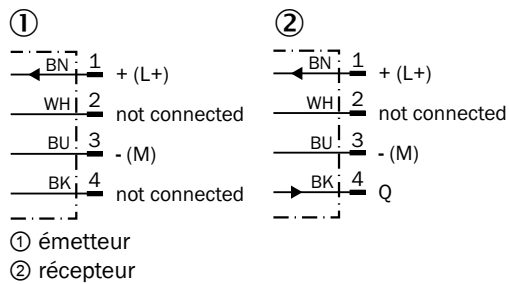 ①
BN 1 + (L+)
WH 2 not connected
BU 3 - (M)
BK 4 not connected
②
BN 1 + (L+)
WH 2 not connected
BU 3 - (M)
BK 4 Q
① émetteur
② récepteur